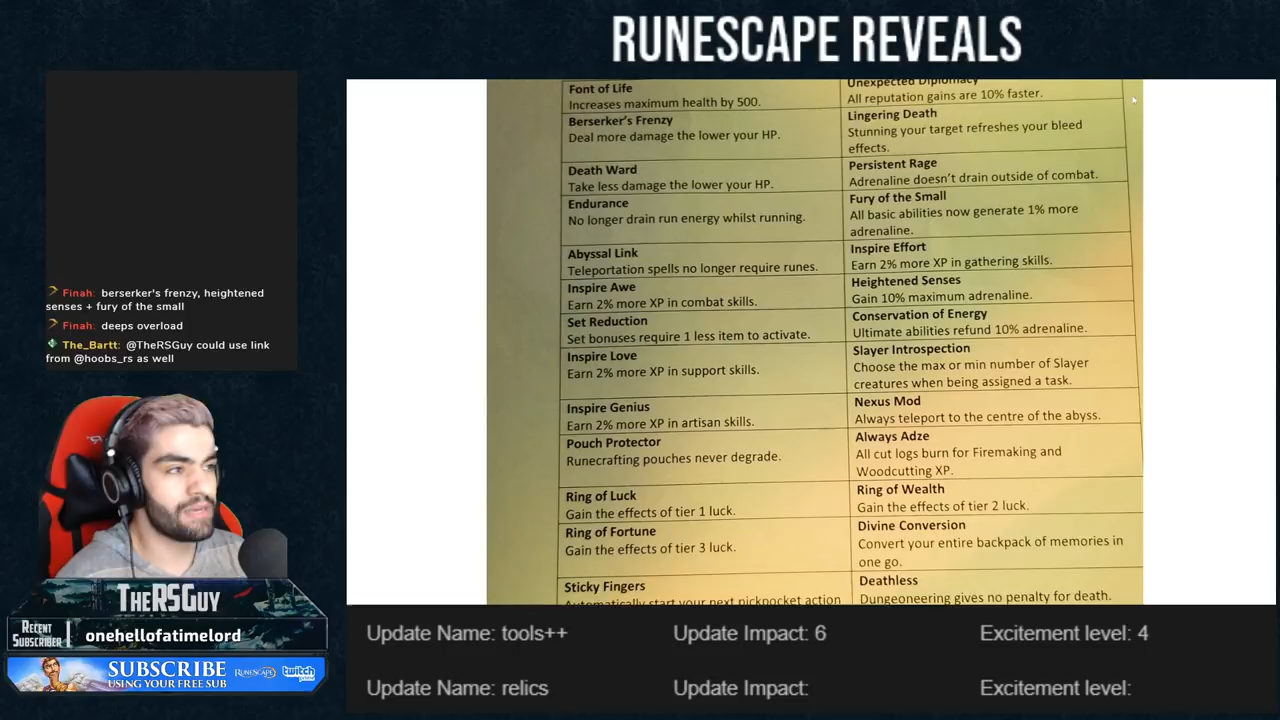 RUNESCAPE REVEALS
Font of Life
Increases maximum health by 500.
Berserker's Frenzy
Deal more damage the lower your HP.
Death Ward
Take less damage the lower your HP.
Endurance
No longer drain run energy whilst running.
Abyssal Link
Teleportation spells no longer require runes.
Inspire Awe
Earn 2% more XP in combat skills.
Set Reduction
Set bonuses require 1 less item to activate.
Inspire Love
Earn 2% more XP in support skills.
Inspire Genius
Earn 2% more XP in artisan skills.
Pouch Protector
Runecrafting pouches never degrade.
Ring of Luck
Gain the effects of tier 1 luck.
Ring of Fortune
Gain the effects of tier 3 luck.
Sticky Fingers
Automatically start your next pickpocket action
Unexpected Diplomacy
All reputation gains are 10% faster.
Lingering Death
Stunning your target refreshes your bleed
effects.
Persistent Rage
Adrenaline doesn't drain outside of combat.
Fury of the Small
All basic abilities now generate 1% more
adrenaline.
Inspire Effort
Earn 2% more XP in gathering skills.
Heightened Senses
Gain 10% maximum adrenaline.
Conservation of Energy
Ultimate abilities refund 10% adrenaline.
Slayer Introspection
Choose the max or min number of Slayer
creatures when being assigned a task.
Nexus Mod
Always teleport to the centre of the abyss.
Always Adze
All cut logs burn for Firemaking and
Woodcutting XP.
Ring of Wealth
Gain the effects of tier 2 luck.
Divine Conversion
Convert your entire backpack of memories in
one go.
Deathless
Dungeoneering gives no penalty for death.
Finah: berserker's frenzy, heightened
senses + fury of the small
Finah: deeps overload
The_Bartt: @TheRSGuy could use link
from @hoobs_rs as well
THERSGUY
RECENT
SUBSCRIBER
onehellofatimelord
SUBSCRIBE
USING YOUR FREE SUB
RUNESCAPE
twitch
prime
Update Name: tools++
Update Impact: 6
Excitement level: 4
Update Name: relics
Update Impact:
Excitement level: